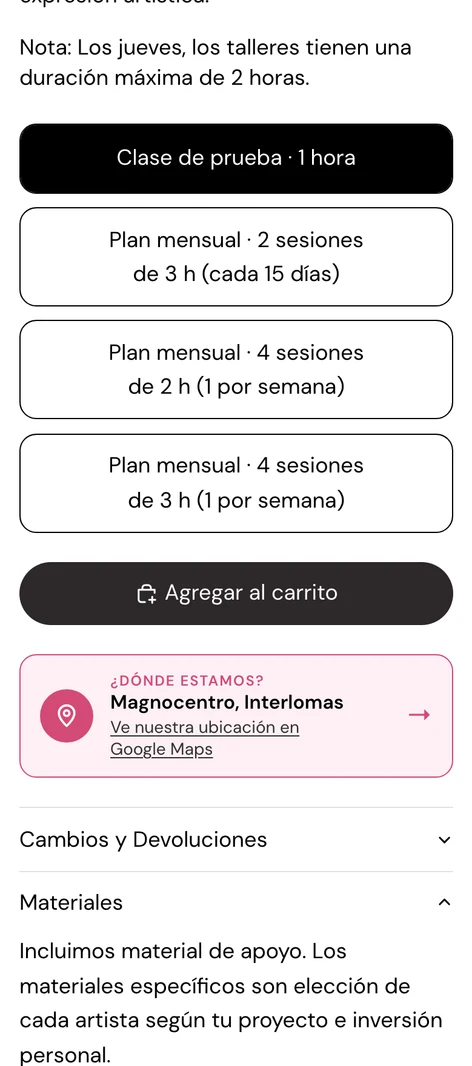 Nota: Los jueves, los talleres tienen una
duración máxima de 2 horas.
Clase de prueba · 1 hora
Plan mensual · 2 sesiones
de 3 h (cada 15 días)
Plan mensual · 4 sesiones
de 2 h (1 por semana)
Plan mensual · 4 sesiones
de 3 h (1 por semana)
Agregar al carrito
¿DÓNDE ESTAMOS?
Magnocentro, Interlomas
Ve nuestra ubicación en
Google Maps
Cambios y Devoluciones
Materiales
Incluimos material de apoyo. Los
materiales específicos son elección de
cada artista según tu proyecto e inversión
personal.